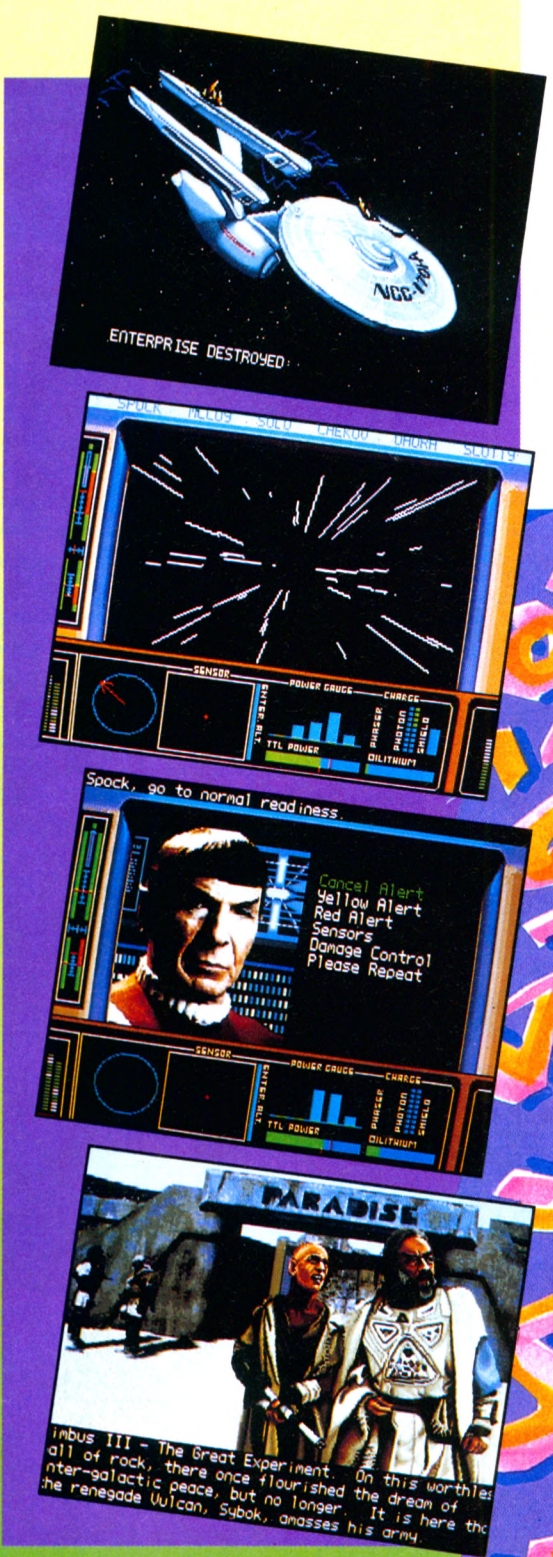 NCC-1701-A
ENTERPRISE DESTROYED
SPOCK MCCOY SULU CHEKOV UHURA SCOTTY
SENSOR
POWER GAUGE
CHARGE
ENTER. ALT.
TTL POWER
PHASER
PHOTON
SHIELD
DILITHIUM
Spock, go to normal readiness.
Cancel Alert
Yellow Alert
Red Alert
Sensors
Damage Control
Please Repeat
SENSOR
POWER GAUGE
CHARGE
ENTER. ALT.
TTL POWER
PHASER
PHOTON
SHIELD
DILITHIUM
PARADISE
imbus III - The Great Experiment. On this worthles
all of rock, there once flourished the dream of
nter-galactic peace, but no longer. It is here tha
the renegade Vulcan, Sybok, amasses his army.